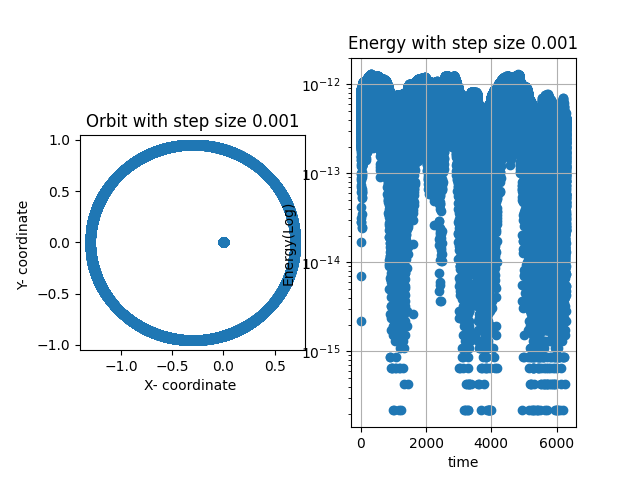 Orbit with step size 0.001
1.0
0.5
0.0
−0.5
−1.0
Y- coordinate
−1.0
−0.5
0.0
0.5
X- coordinate
Energy with step size 0.001
10⁻¹²
10⁻¹³
10⁻¹⁴
10⁻¹⁵
Energy(Log)
0
2000
4000
6000
time